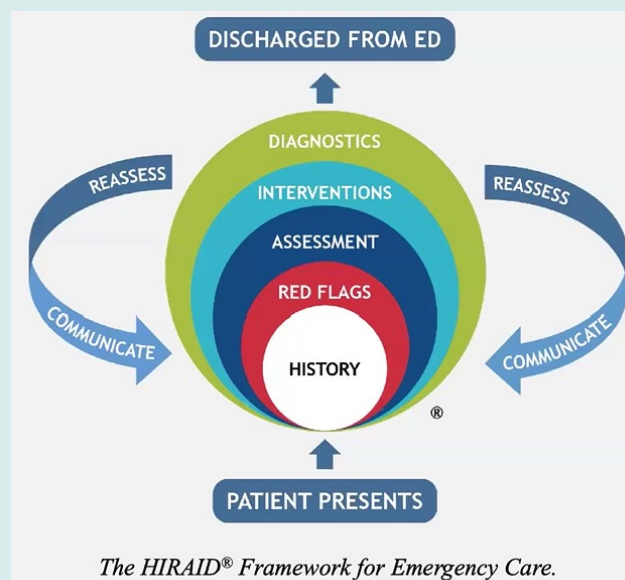 DISCHARGED FROM ED
DIAGNOSTICS
REASSESS
REASSESS
INTERVENTIONS
ASSESSMENT
RED FLAGS
COMMUNICATE
COMMUNICATE
HISTORY
®
PATIENT PRESENTS
The HIRAID® Framework for Emergency Care.